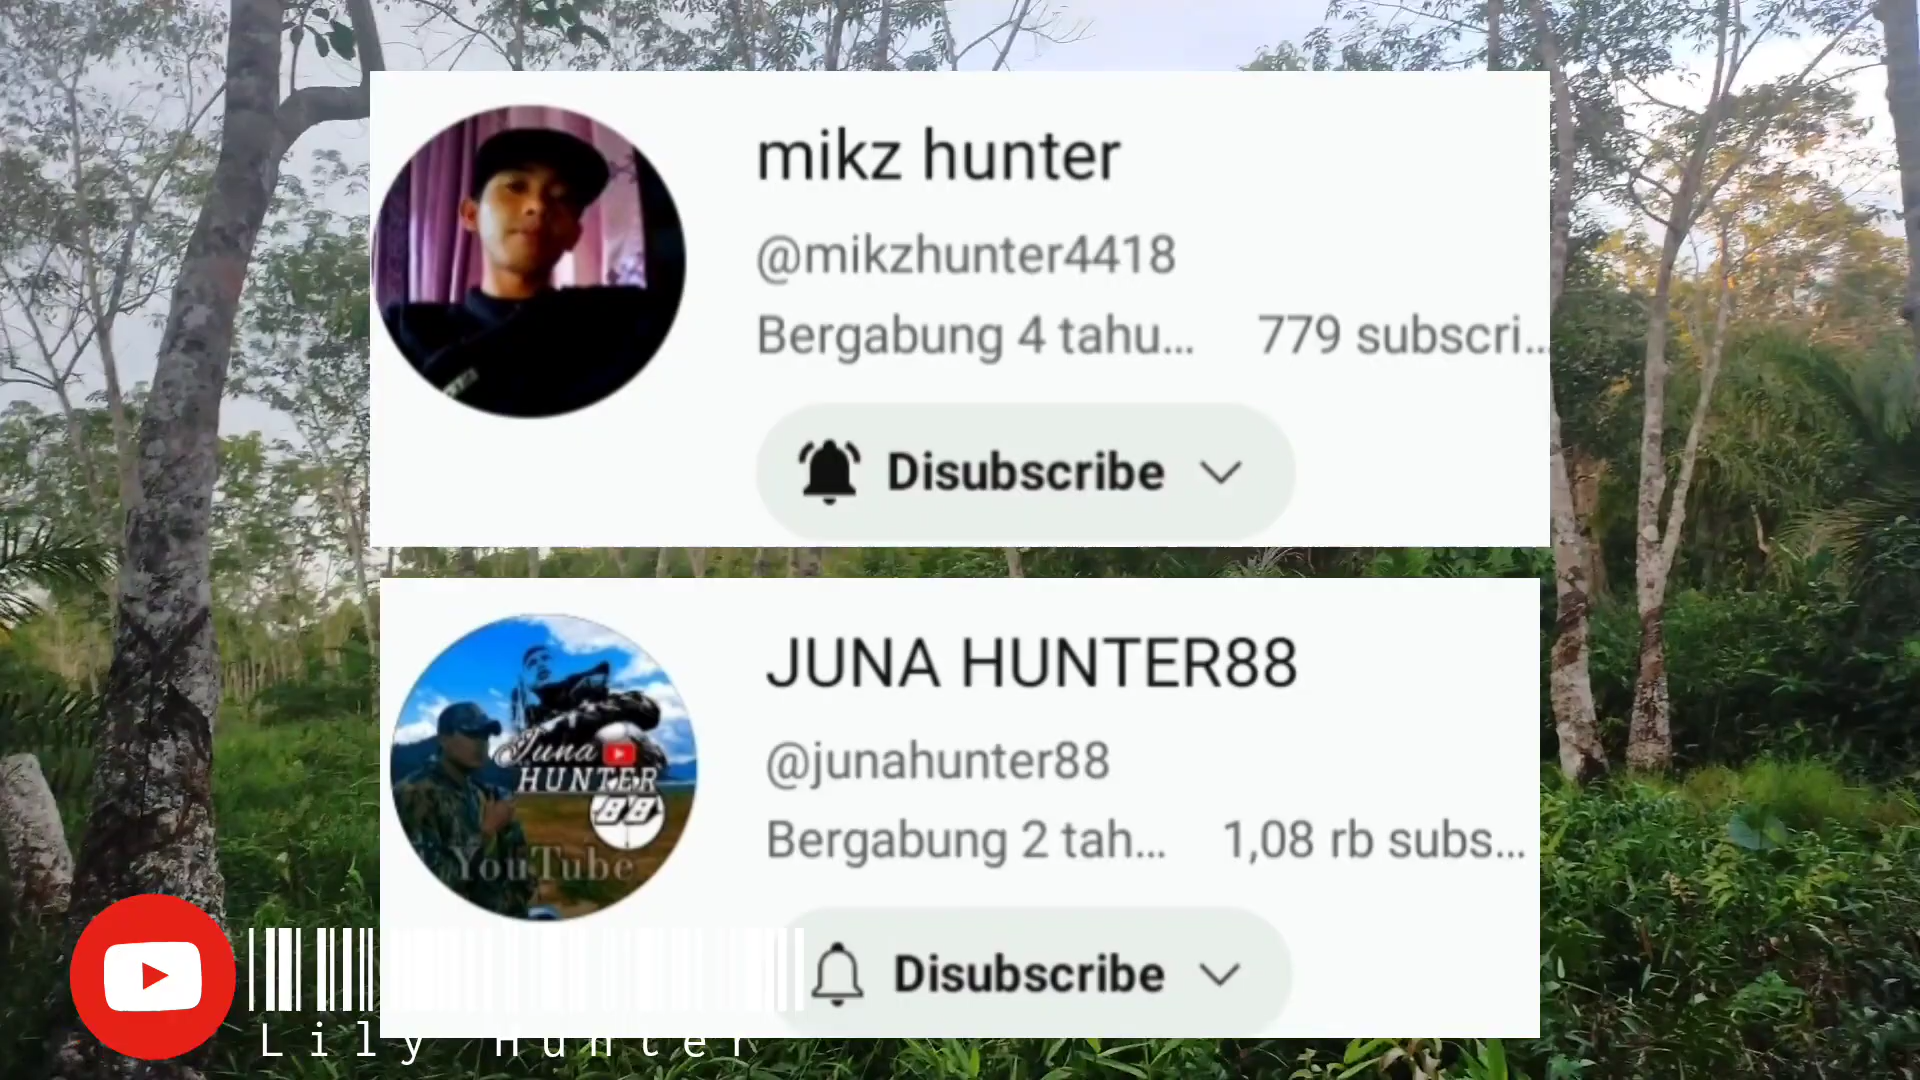 mikz hunter
@mikzhunter4418
Bergabung 4 tahu... 779 subscri...
Disubscribe
JUNA HUNTER88
@junahunter88
Bergabung 2 tah... 1,08 rb subs...
Juna
HUNTER
88
YouTube
Disubscribe
Lily Hunter